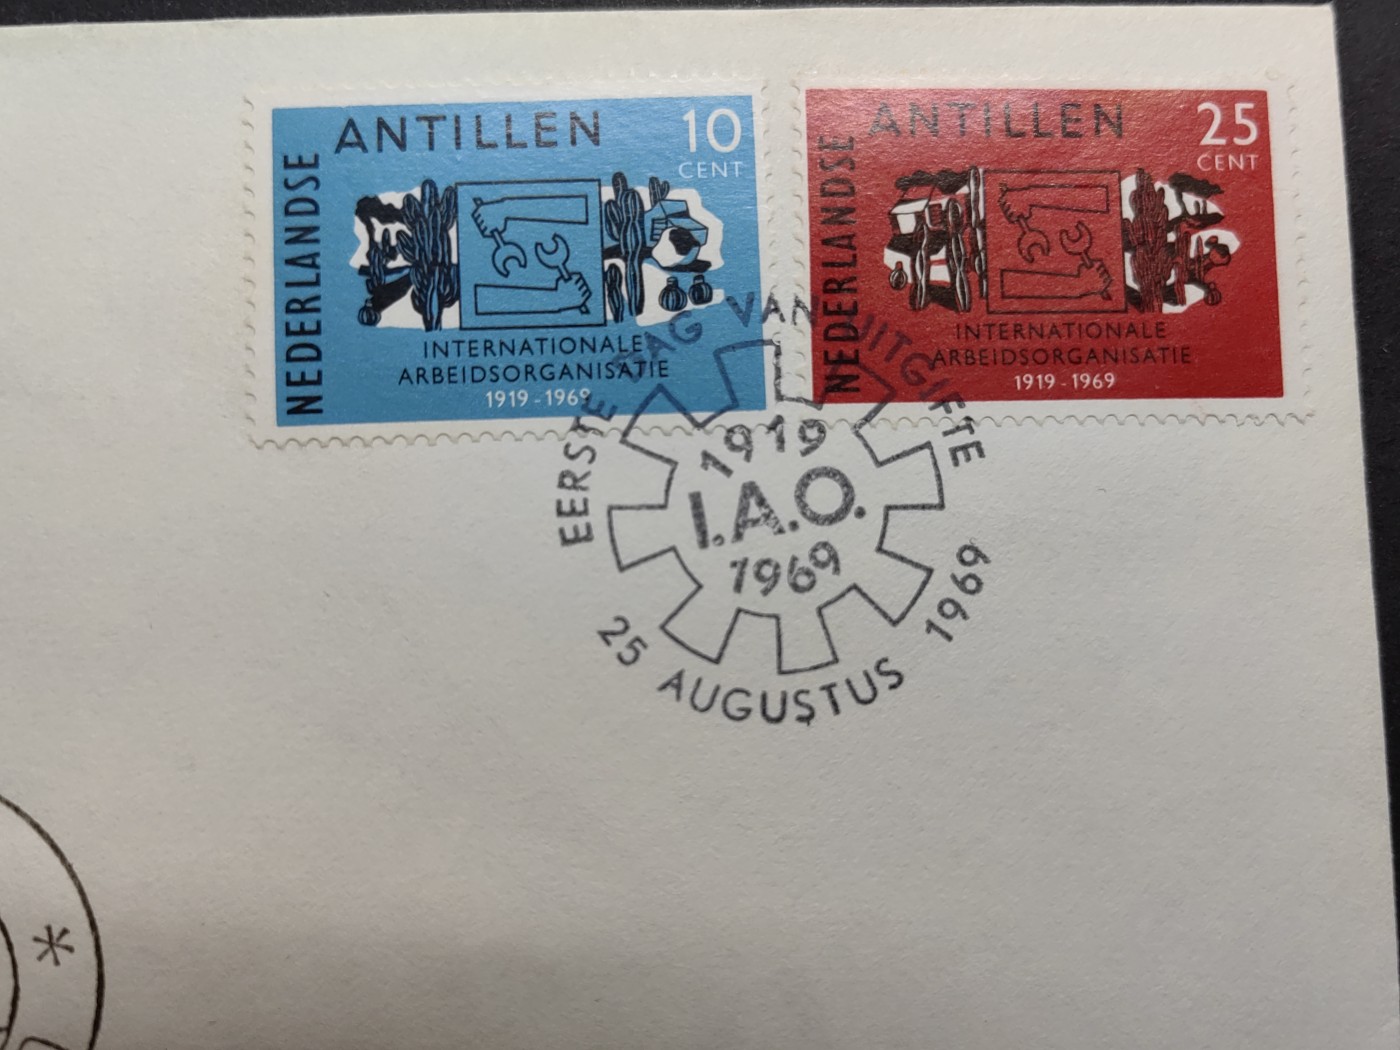 NEDERLANDSE
ANTILLEN
10
CENT
INTERNATIONALE
ARBEIDSORGANISATIE
1919 - 1969
NEDERLANDSE
ANTILLEN
25
CENT
INTERNATIONALE
ARBEIDSORGANISATIE
1919 - 1969
EERSTE DAG VAN UITGIFTE
1919
I.A.O.
1969
25 AUGUSTUS 1969
*